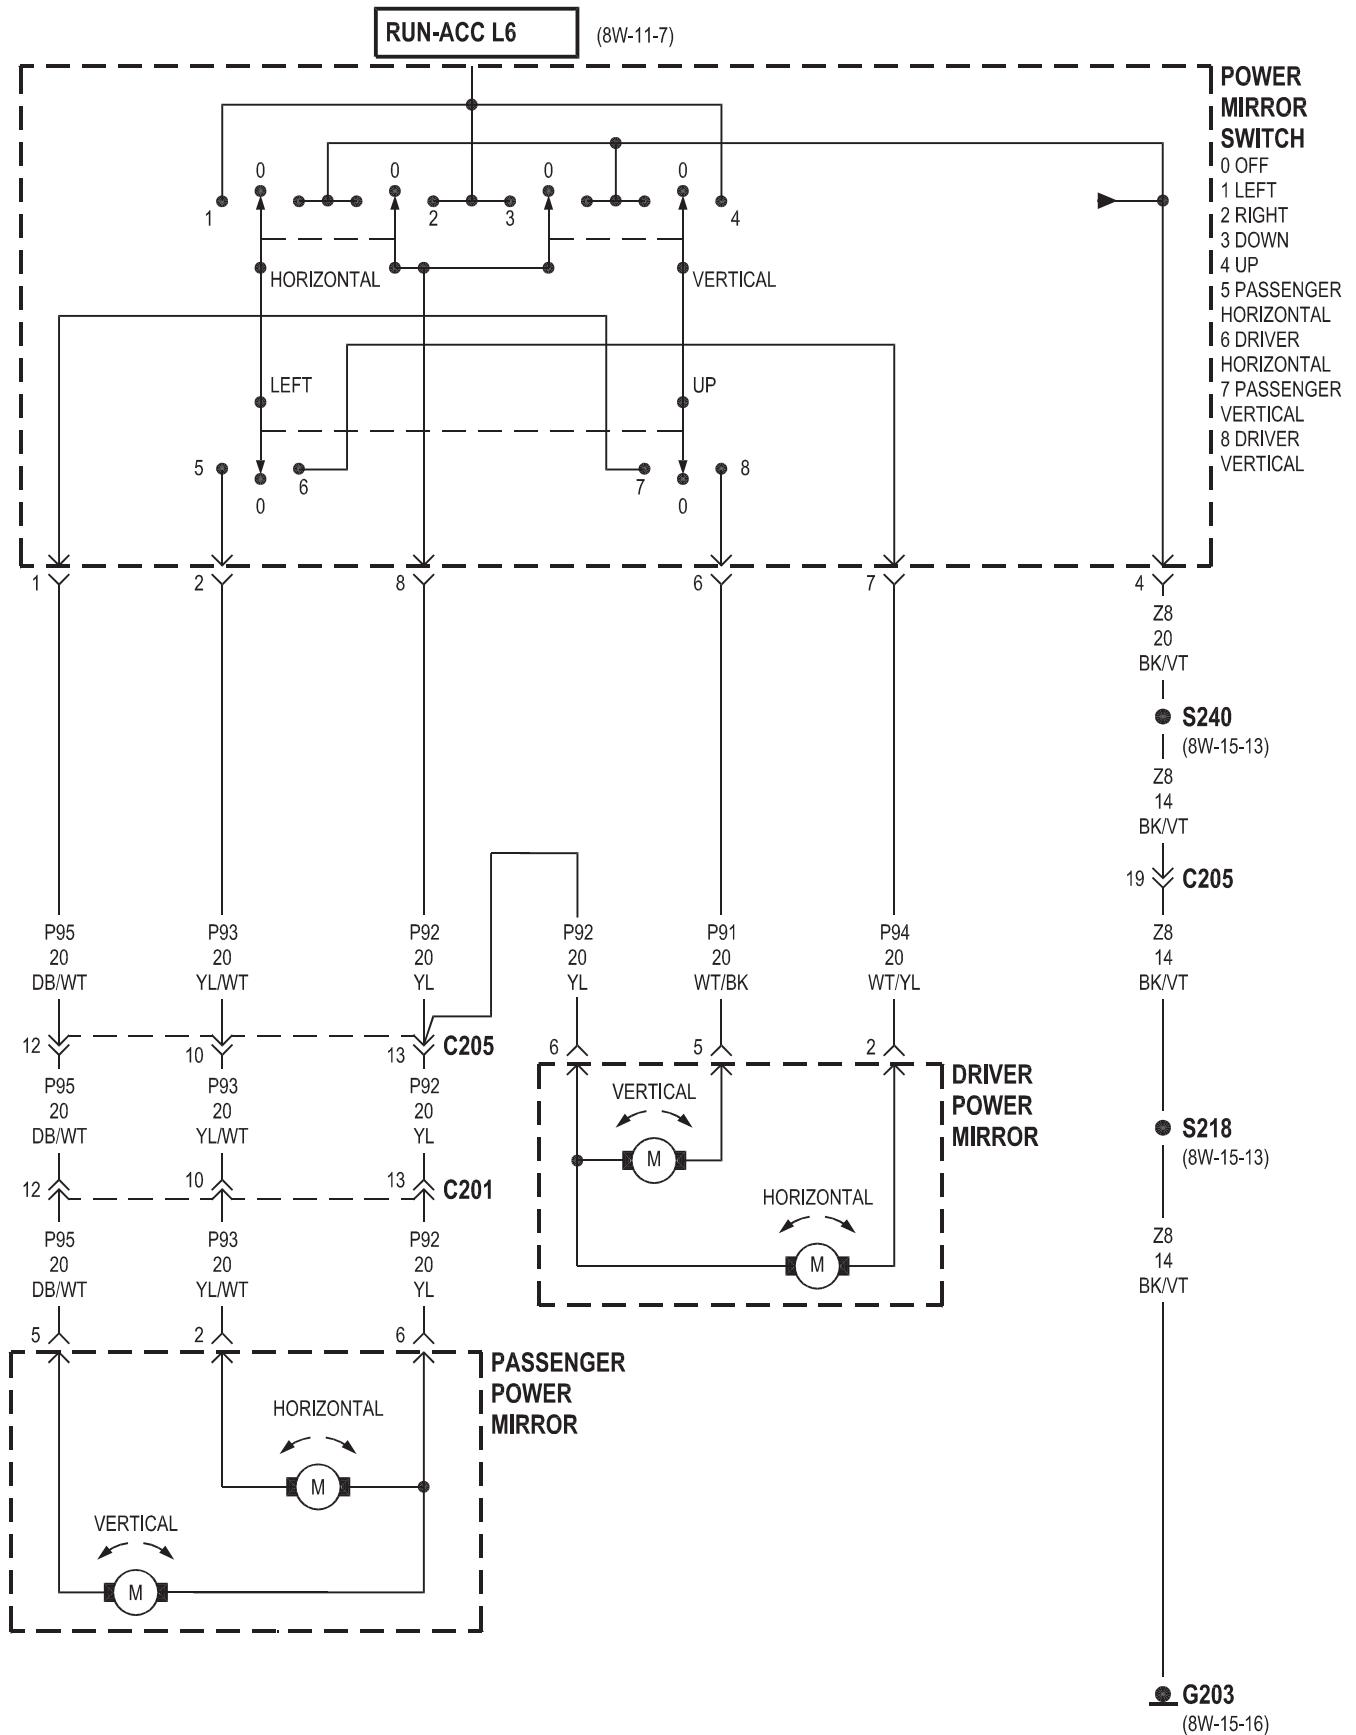 RUN-ACC L6 (8W-11-7)
POWER
MIRROR
SWITCH
0 OFF
1 LEFT
2 RIGHT
3 DOWN
4 UP
5 PASSENGER
HORIZONTAL
6 DRIVER
HORIZONTAL
7 PASSENGER
VERTICAL
8 DRIVER
VERTICAL
0 0 0 0
1 2 3 4
HORIZONTAL VERTICAL
LEFT UP
5 6 7 8
0 0
1 2 8 6 7 4
Z8
20
BK/VT
S240
(8W-15-13)
Z8
14
BK/VT
19 C205
P95 P93 P92 P92 P91 P94 Z8
20 20 20 20 20 20 14
DB/WT YL/WT YL YL WT/BK WT/YL BK/VT
12 10 13 C205 6 5 2
P95 P93 P92
20 20 20
DB/WT YL/WT YL
DRIVER
POWER
MIRROR
VERTICAL
M
HORIZONTAL
M
S218
(8W-15-13)
12 10 13 C201
P95 P93 P92 Z8
20 20 20 14
DB/WT YL/WT YL BK/VT
5 2 6
PASSENGER
POWER
MIRROR
HORIZONTAL
M
VERTICAL
M
G203
(8W-15-16)